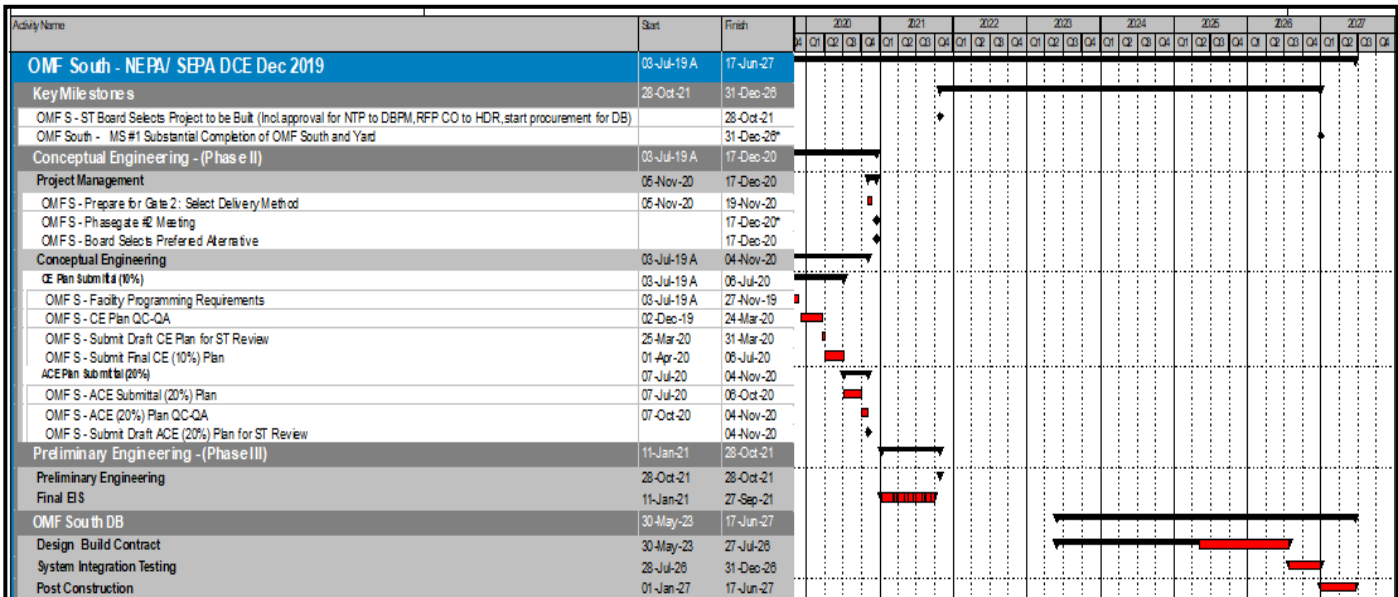 Activity Name Start Finish 2020 2021 2022 2023 2024 2025 2026 2027
Q4 Q1 Q2 Q3 Q4 Q1 Q2 Q3 Q4 Q1 Q2 Q3 Q4 Q1 Q2 Q3 Q4 Q1 Q2 Q3 Q4 Q1 Q2 Q3 Q4 Q1 Q2 Q3 Q4 Q1 Q2 Q3 Q4
OMF South - NEPA/ SEPA DCE Dec 2019 03-Jul-19 A 17-Jun-27
Key Milestones 28-Oct-21 31-Dec-26
OMF S - ST Board Selects Project to be Built (Incl.approval for NTP to DBPM,RFP CO to HDR,start procurement for DB) 28-Oct-21
OMF South - MS #1 Substantial Completion of OMF South and Yard 31-Dec-26*
Conceptual Engineering - (Phase II) 03-Jul-19 A 17-Dec-20
Project Management 05-Nov-20 17-Dec-20
OMF S - Prepare for Gate 2: Select Delivery Method 05-Nov-20 19-Nov-20
OMF S - Phasegate #2 Meeting 17-Dec-20*
OMF S - Board Selects Preferred Alternative 17-Dec-20
Conceptual Engineering 03-Jul-19 A 04-Nov-20
CE Plan Submittal (10%) 03-Jul-19 A 06-Jul-20
OMF S - Facility Programming Requirements 03-Jul-19 A 27-Nov-19
OMF S - CE Plan QC-QA 02-Dec-19 24-Mar-20
OMF S - Submit Draft CE Plan for ST Review 25-Mar-20 31-Mar-20
OMF S - Submit Final CE (10%) Plan 01-Apr-20 06-Jul-20
ACE Plan Submittal (20%) 07-Jul-20 04-Nov-20
OMF S - ACE Submittal (20%) Plan 07-Jul-20 06-Oct-20
OMF S - ACE (20%) Plan QC-QA 07-Oct-20 04-Nov-20
OMF S - Submit Draft ACE (20%) Plan for ST Review 04-Nov-20
Preliminary Engineering - (Phase III) 11-Jan-21 28-Oct-21
Preliminary Engineering 28-Oct-21 28-Oct-21
Final EIS 11-Jan-21 27-Sep-21
OMF South DB 30-May-23 17-Jun-27
Design Build Contract 30-May-23 27-Jul-26
System Integration Testing 28-Jul-26 31-Dec-26
Post Construction 01-Jan-27 17-Jun-27